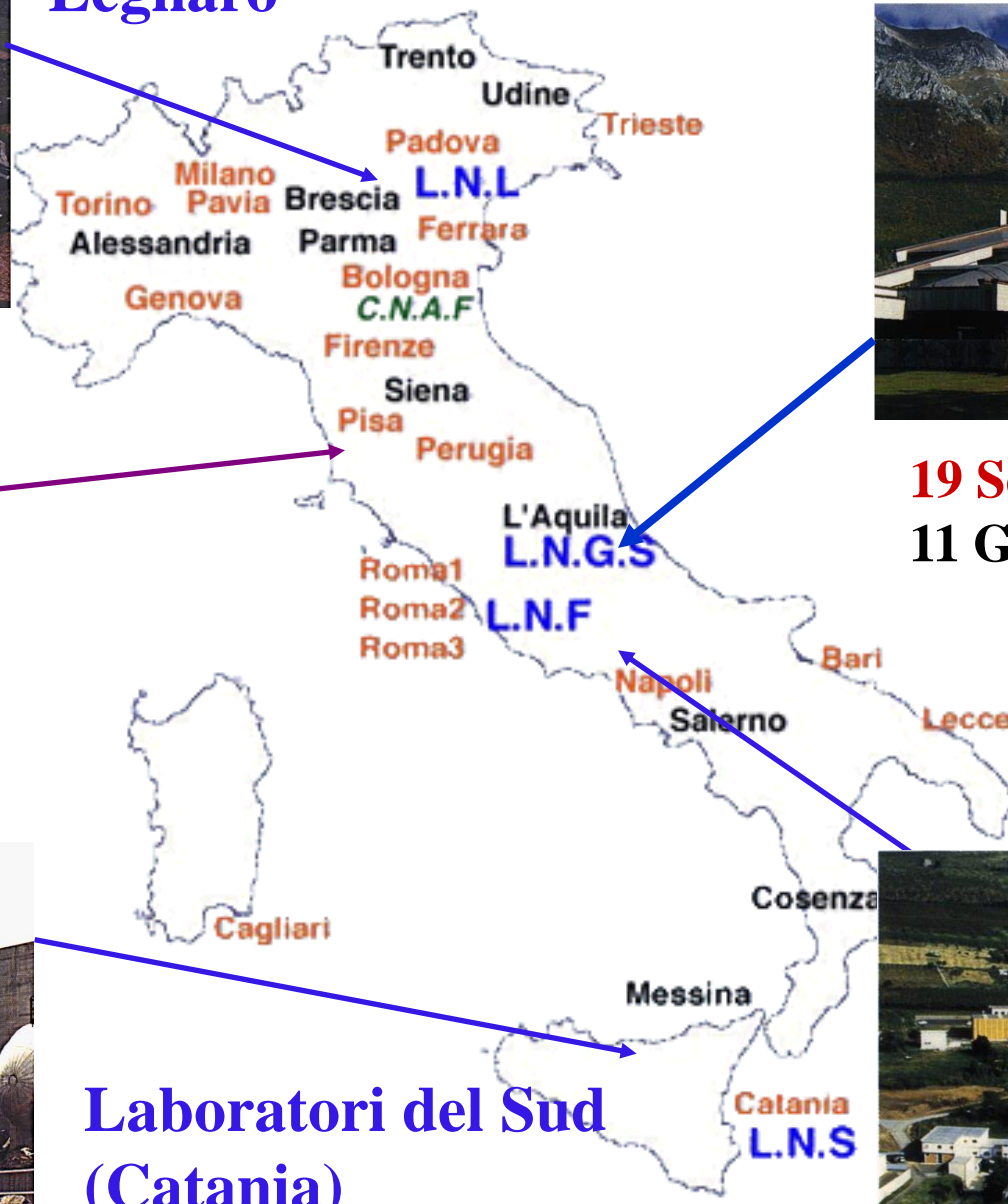 Legnaro
Trento
Udine
Trieste
Padova
Milano
L.N.L
Torino
Pavia
Brescia
Ferrara
Alessandria
Parma
Bologna
Genova
C.N.A.F
Firenze
Siena
Pisa
Perugia
19 S
11 G
L'Aquila
L.N.G.S
Roma1
Roma2
L.N.F
Roma3
Bari
Napoli
Salerno
Lecce
Cosenza
Cagliari
Messina
Laboratori del Sud
(Catania)
Catania
L.N.S